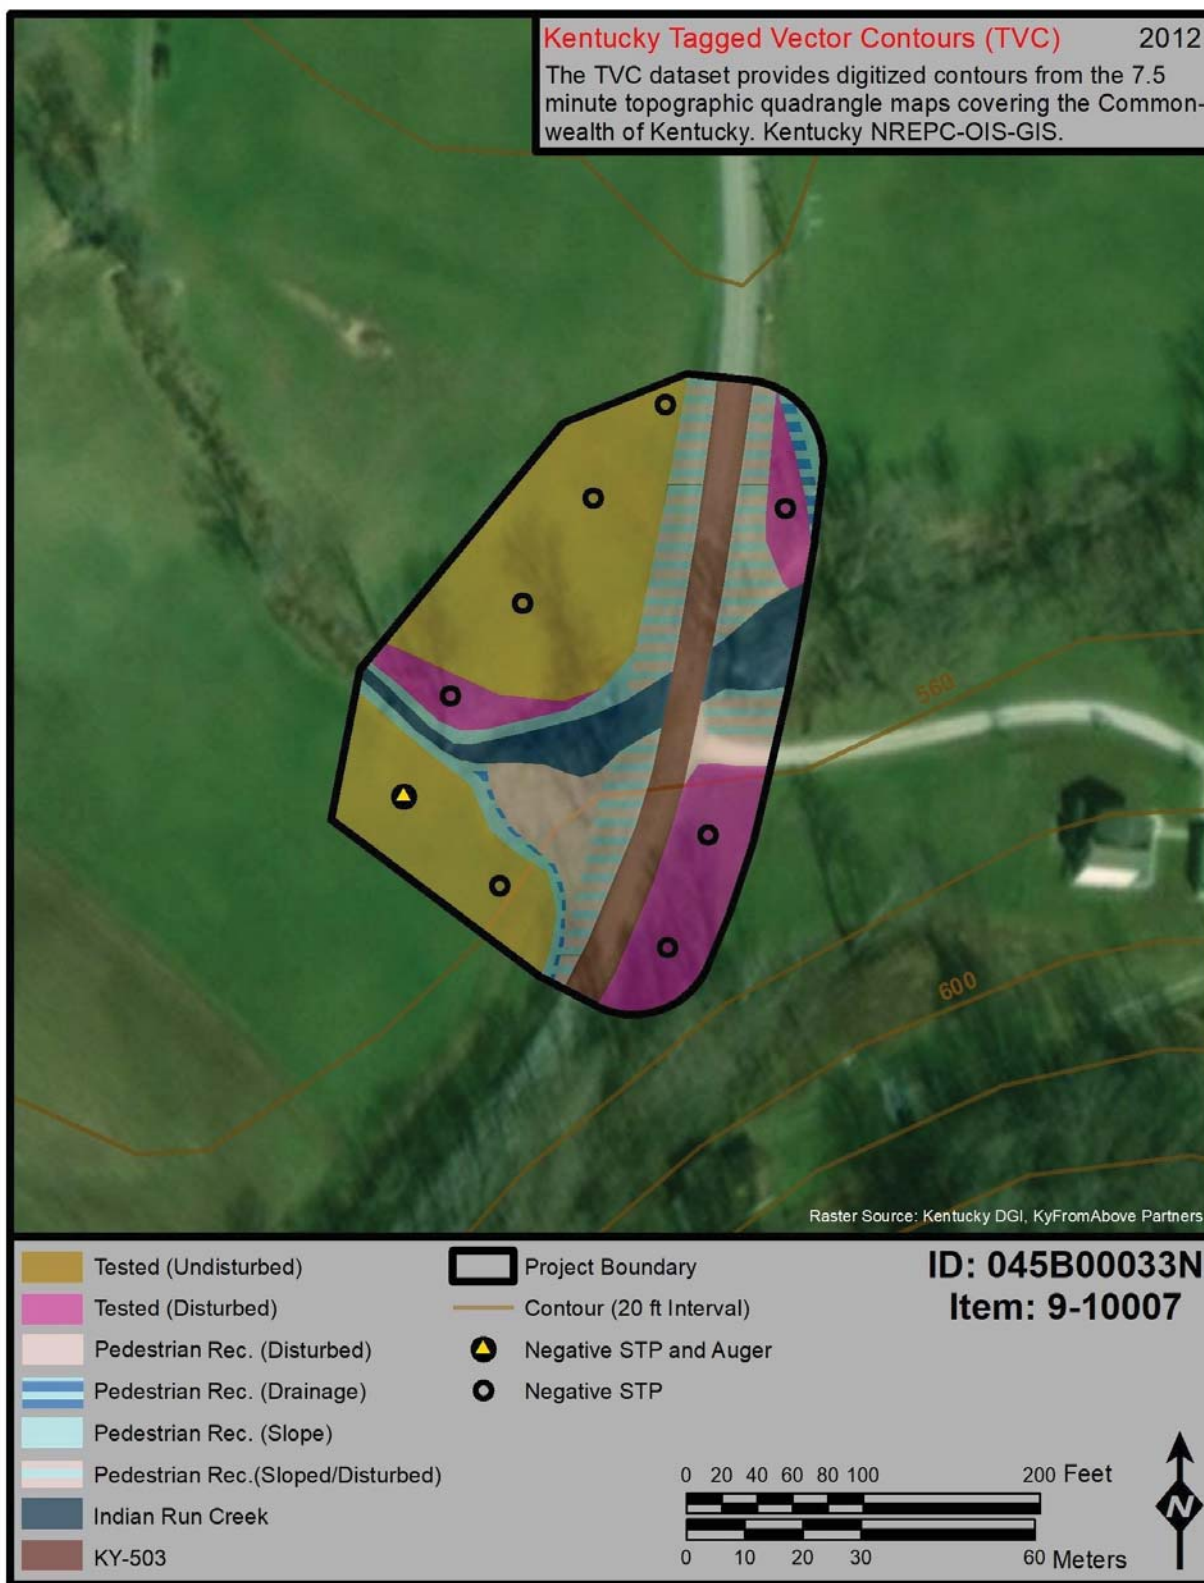 Kentucky Tagged Vector Contours (TVC) 2012
The TVC dataset provides digitized contours from the 7.5
minute topographic quadrangle maps covering the Common-
wealth of Kentucky. Kentucky NREPC-OIS-GIS.
560
600
Raster Source: Kentucky DGI, KyFromAbove Partners
Tested (Undisturbed)
Tested (Disturbed)
Pedestrian Rec. (Disturbed)
Pedestrian Rec. (Drainage)
Pedestrian Rec. (Slope)
Pedestrian Rec.(Sloped/Disturbed)
Indian Run Creek
KY-503
Project Boundary
Contour (20 ft Interval)
Negative STP and Auger
Negative STP
ID: 045B00033N
Item: 9-10007
0 20 40 60 80 100 200 Feet
0 10 20 30 60 Meters
N